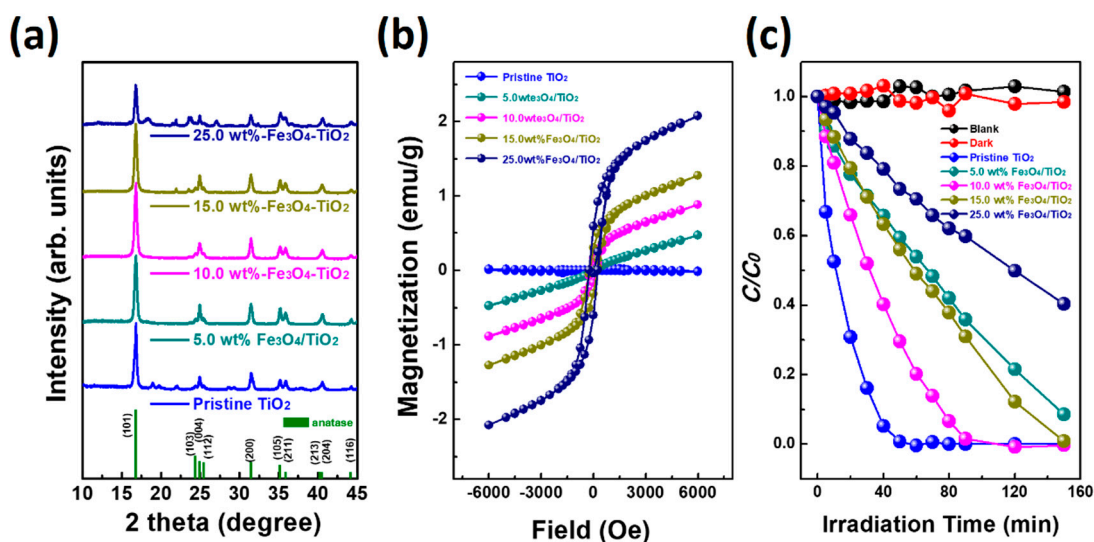 (a)
25.0 wt%-Fe3O4-TiO2
15.0 wt%-Fe3O4-TiO2
10.0 wt%-Fe3O4-TiO2
5.0 wt% Fe3O4/TiO2
Pristine TiO2
anatase
(101)
(103)
(004)
(112)
(200)
(105)
(211)
(213)
(204)
(116)
10 15 20 25 30 35 40 45
2 theta (degree)
Intensity (arb. units)
(b)
Pristine TiO2
5.0wte3O4/TiO2
10.0wte3O4/TiO2
15.0wt%Fe3O4/TiO2
25.0wt%Fe3O4/TiO2
2
1
0
-1
-2
-6000 -3000 0 3000 6000
Field (Oe)
Magnetization (emu/g)
(c)
Blank
Dark
Pristine TiO2
5.0 wt% Fe3O4/TiO2
10.0 wt% Fe3O4/TiO2
15.0 wt% Fe3O4/TiO2
25.0 wt% Fe3O4/TiO2
1.0
0.8
0.6
0.4
0.2
0.0
0 40 80 120 160
Irradiation Time (min)
C/C0